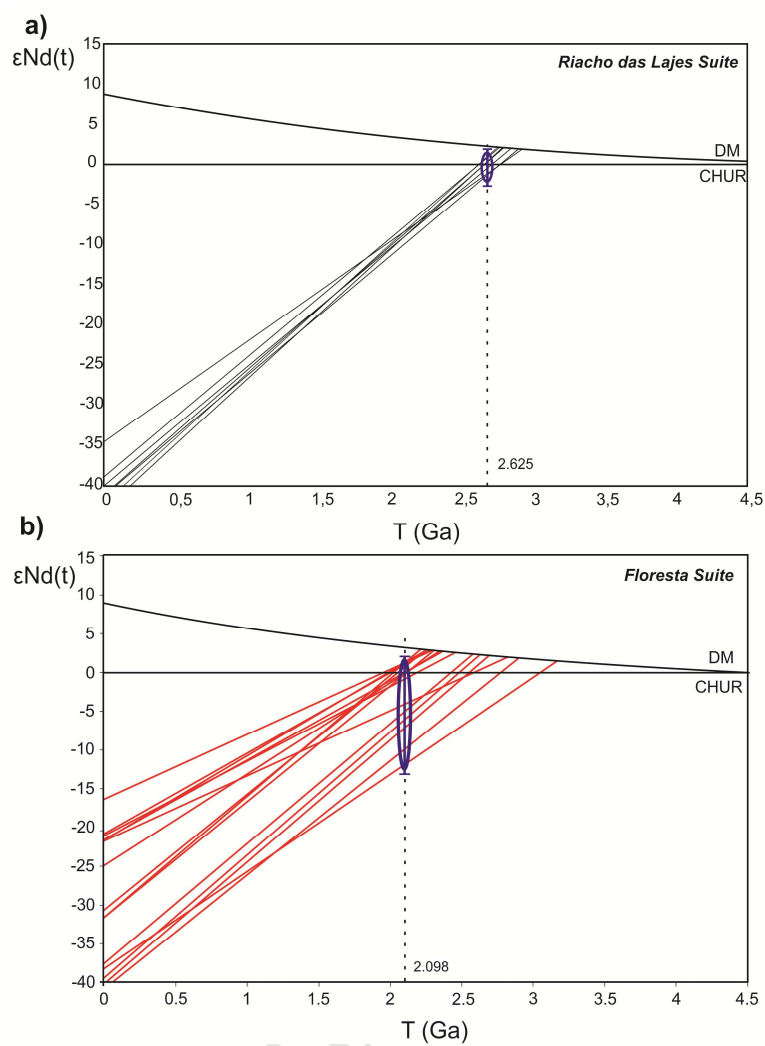 a)
εNd(t)
Riacho das Lajes Suite
15
10
5
0
-5
-10
-15
-20
-25
-30
-35
-40
DM
CHUR
2.625
0 0,5 1 1,5 2 2,5 3 3,5 4 4,5
T (Ga)
b)
εNd(t)
Floresta Suite
15
10
5
0
-5
-10
-15
-20
-25
-30
-35
-40
DM
CHUR
2.098
0 0.5 1 1.5 2 2.5 3 3.5 4 4.5
T (Ga)